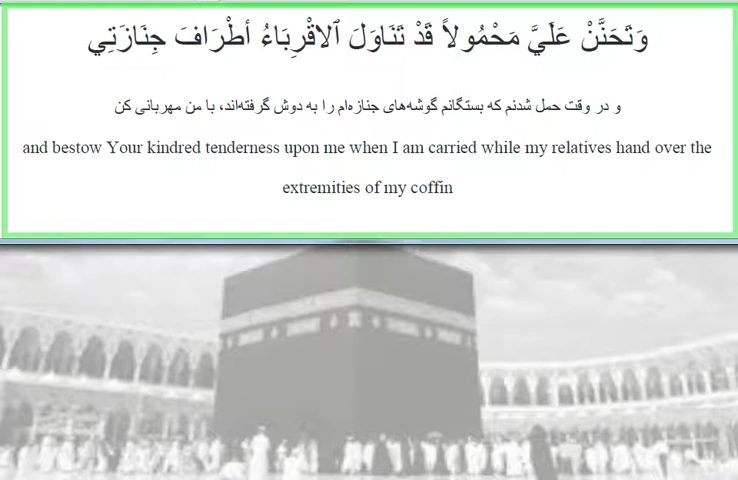 وَتَحَنَّنْ عَلَيَّ مَحْمُولاً قَدْ تَنَاوَلَ ٱلاقْرِبَاءُ أطْرَافَ جِنَازَتِي
و در وقت حمل شدنم که بستگانم گوشه‌های جنازه‌ام را به دوش گرفته‌اند، با من مهربانی کن
and bestow Your kindred tenderness upon me when I am carried while my relatives hand over the
extremities of my coffin